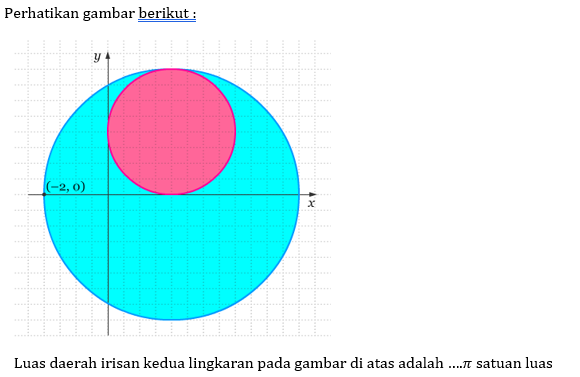 Perhatikan gambar berikut :
y
(−2, 0)
x
Luas daerah irisan kedua lingkaran pada gambar di atas adalah ....π satuan luas